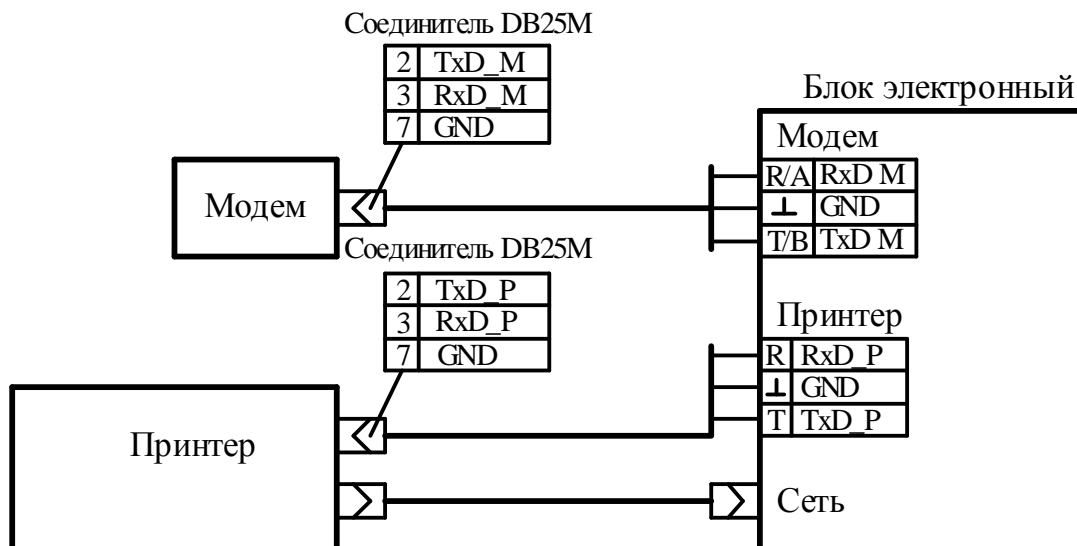 Соединитель DB25M
2 TxD_M
3 RxD_M
7 GND
Блок электронный
Модем
R/A RxD M
⊥ GND
T/B TxD M
Модем
Соединитель DB25M
2 TxD_P
3 RxD_P
7 GND
Принтер
R RxD_P
⊥ GND
T TxD_P
Принтер
Сеть